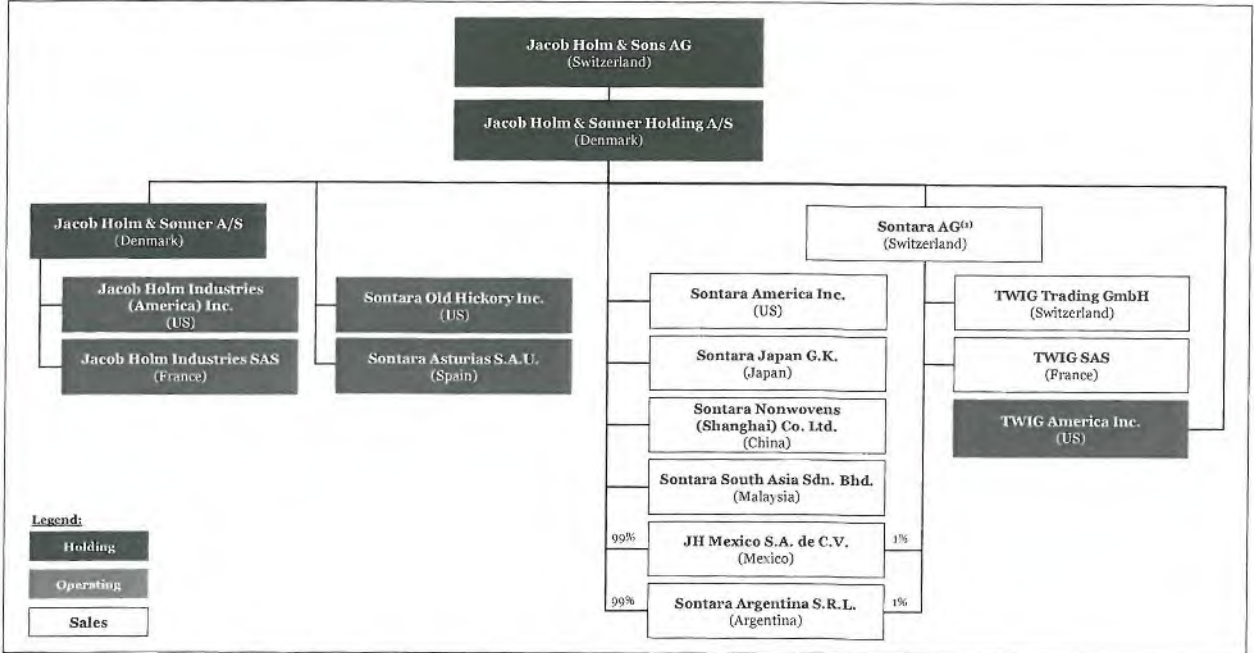 Jacob Holm & Sons AG
(Switzerland)
Jacob Holm & Sønner Holding A/S
(Denmark)
Jacob Holm & Sønner A/S
(Denmark)
Sontara AG(1)
(Switzerland)
Jacob Holm Industries
(America) Inc.
(US)
Jacob Holm Industries SAS
(France)
Sontara Old Hickory Inc.
(US)
Sontara Asturias S.A.U.
(Spain)
Sontara America Inc.
(US)
Sontara Japan G.K.
(Japan)
Sontara Nonwovens
(Shanghai) Co. Ltd.
(China)
Sontara South Asia Sdn. Bhd.
(Malaysia)
99%
JH Mexico S.A. de C.V.
(Mexico)
1%
99%
Sontara Argentina S.R.L.
(Argentina)
1%
TWIG Trading GmbH
(Switzerland)
TWIG SAS
(France)
TWIG America Inc.
(US)
Legend:
Holding
Operating
Sales